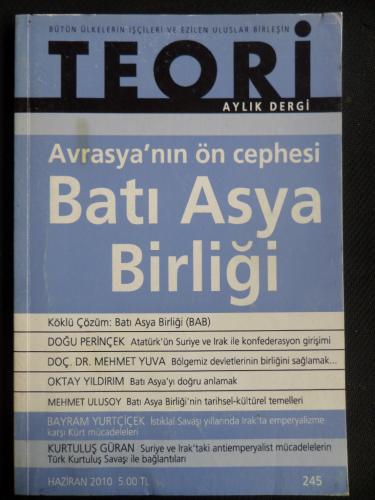 BÜTÜN ÜLKELERİN İŞÇİLERİ VE EZİLEN ULUSLAR BİRLEŞİN
TEORİ
AYLIK DERGİ
Avrasya'nın ön cephesi
Batı Asya
Birliği
Köklü Çözüm: Batı Asya Birliği (BAB)
DOĞU PERİNÇEK Atatürk'ün Suriye ve Irak ile konfederasyon girişimi
DOÇ. DR. MEHMET YUVA Bölgemiz devletlerinin birliğini sağlamak...
OKTAY YILDIRIM Batı Asya'yı doğru anlamak
MEHMET ULUSOY Batı Asya Birliği'nin tarihsel-kültürel temelleri
BAYRAM YURTÇİÇEK İstiklal Savaşı yıllarında Irak'ta emperyalizme
karşı Kürt mücadeleleri
KURTULUŞ GÜRAN Suriye ve Irak'taki antiemperyalist mücadelelerin
Türk Kurtuluş Savaşı ile bağlantıları
HAZİRAN 2010 5.00 TL 245